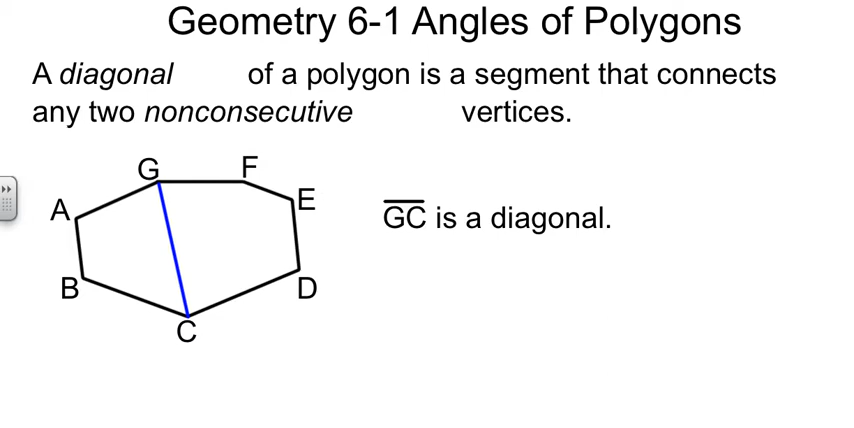 Geometry 6-1 Angles of Polygons
A diagonal of a polygon is a segment that connects
any two nonconsecutive vertices.
G F
A E
GC is a diagonal.
B D
C